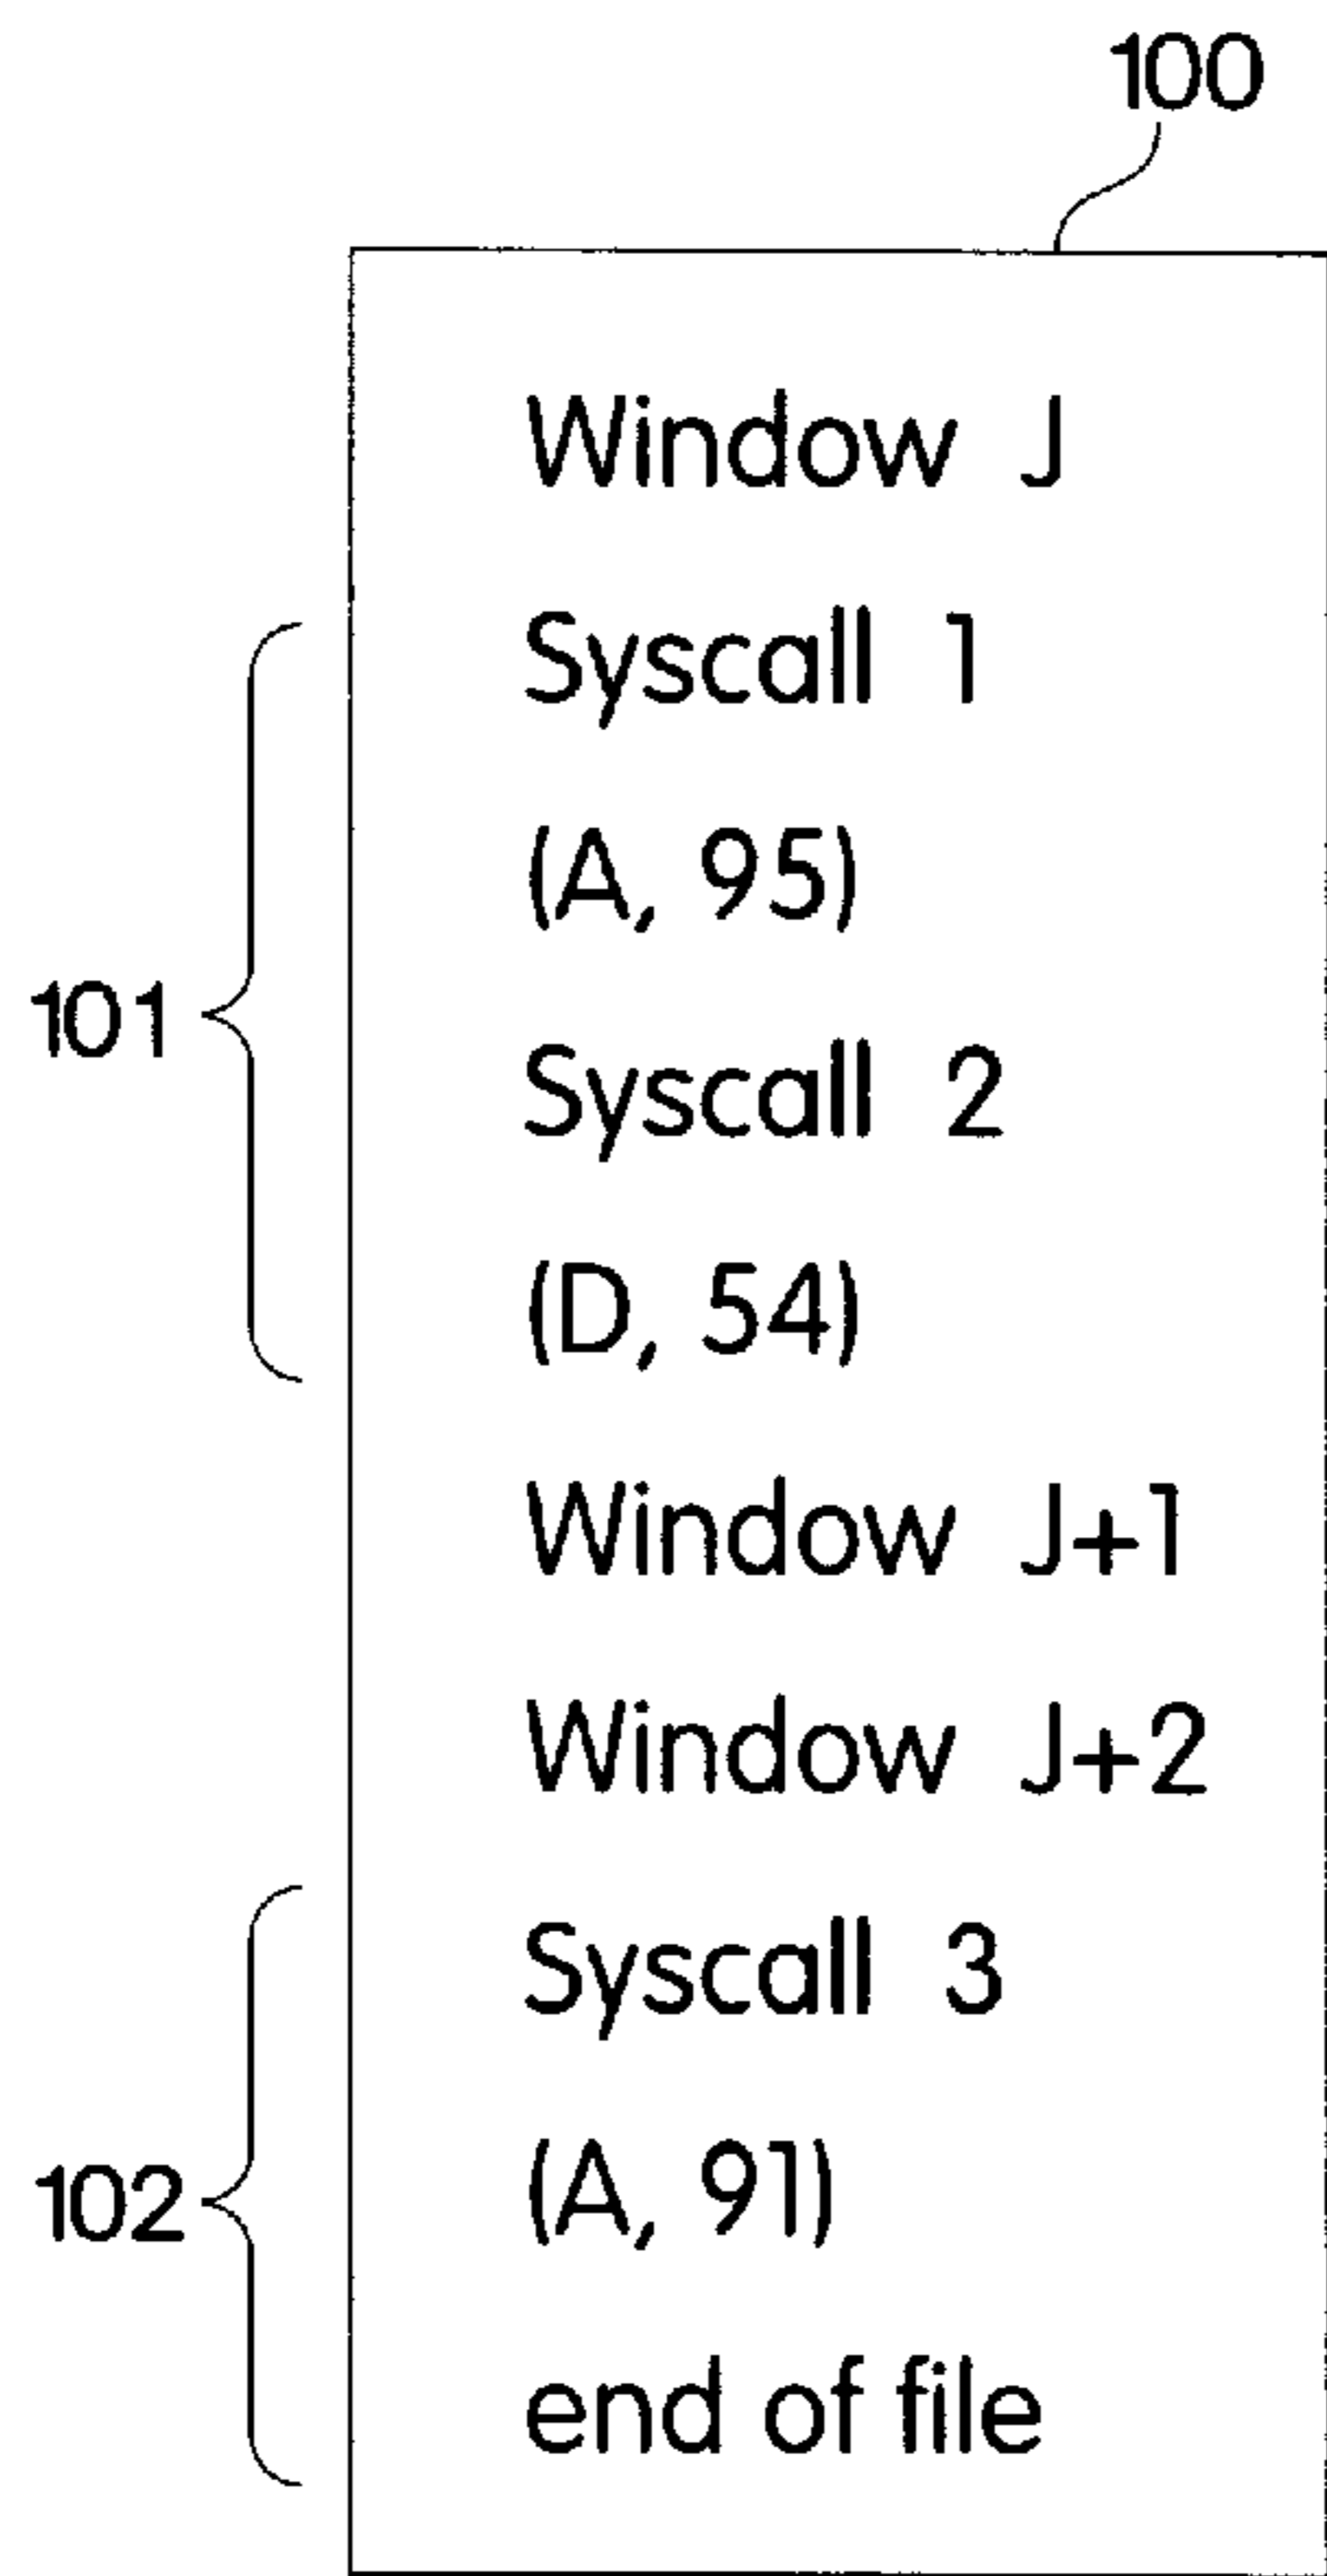 100
Window J
Syscall 1
(A, 95)
101
Syscall 2
(D, 54)
Window J+1
Window J+2
Syscall 3
(A, 91)
102
end of file